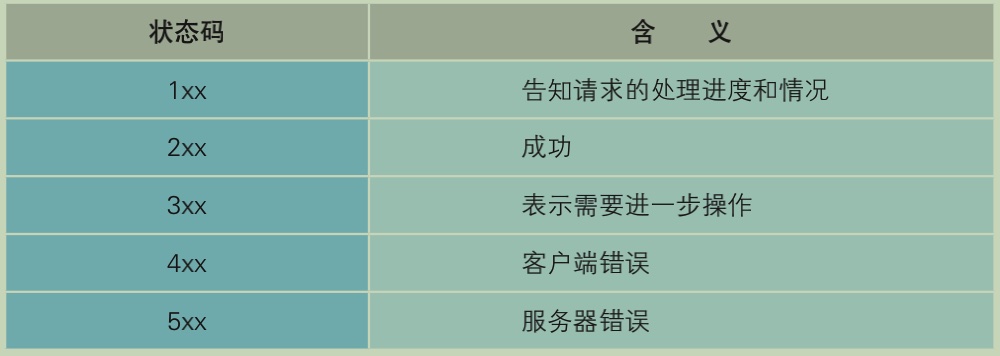 状态码 含 义
1xx 告知请求的处理进度和情况
2xx 成功
3xx 表示需要进一步操作
4xx 客户端错误
5xx 服务器错误